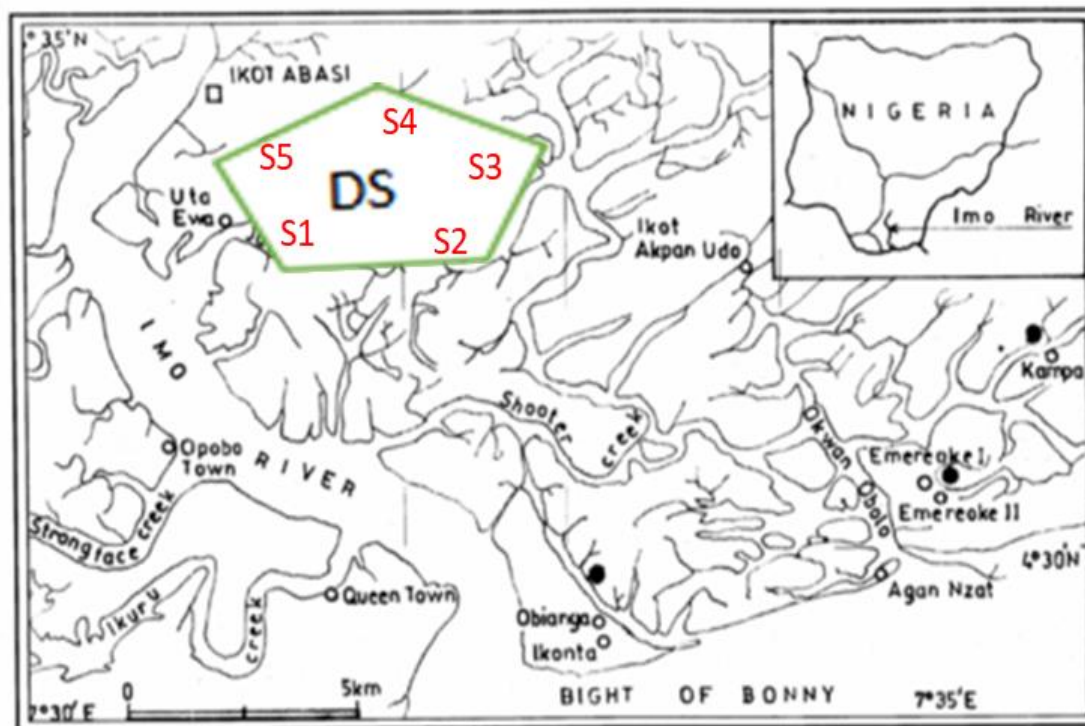 ° 35'N
IKOT ABASI
NIGERIA
Imo River
S4
S5
S3
DS
Uta
Ewa
S1
S2
Ikot
Akpan Udo
IMO
RIVER
Kampa
Shooter
creek
Opobo
Town
Okwan
Obolo
Emereoke I
Emereoke II
Strongface
creek
4°30'N
Agan Nzat
Queen Town
Ikuru
creek
Obianga
Ikonta
0
5km
7°30'E
BIGHT OF BONNY
7°35'E